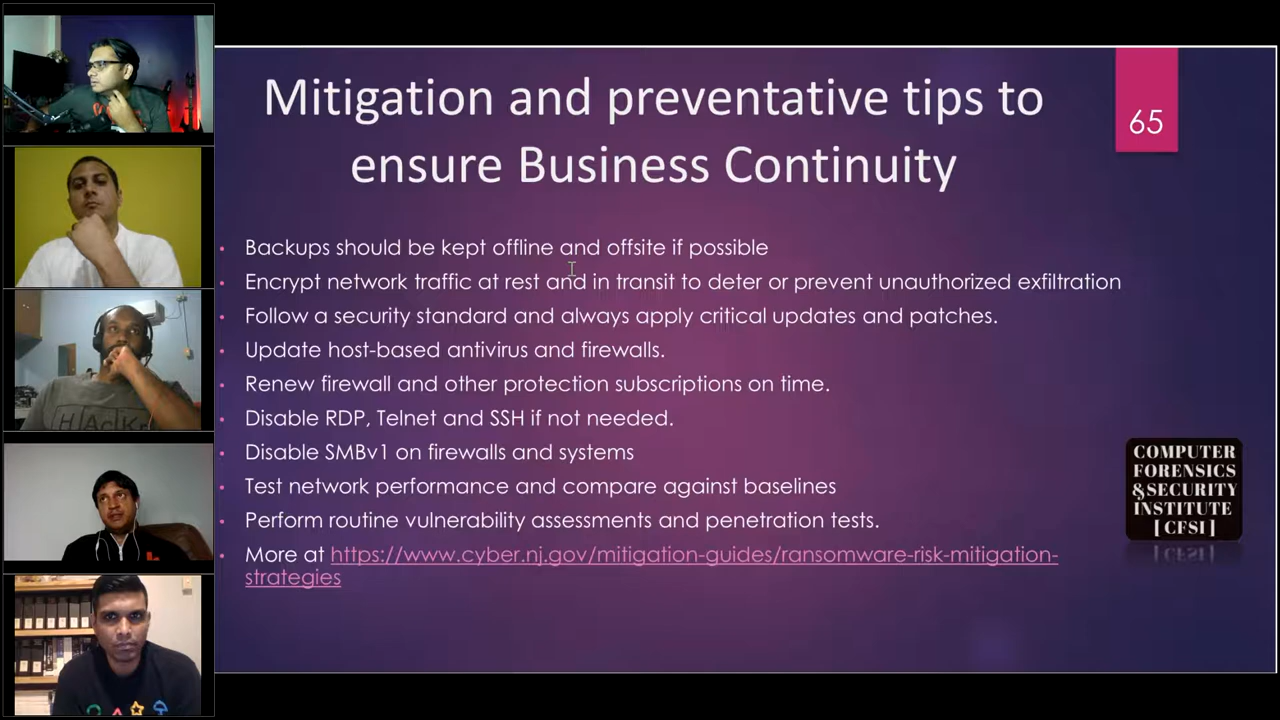 Mitigation and preventative tips to
ensure Business Continuity
65
• Backups should be kept offline and offsite if possible
• Encrypt network traffic at rest and in transit to deter or prevent unauthorized exfiltration
• Follow a security standard and always apply critical updates and patches.
• Update host-based antivirus and firewalls.
• Renew firewall and other protection subscriptions on time.
• Disable RDP, Telnet and SSH if not needed.
• Disable SMBv1 on firewalls and systems
• Test network performance and compare against baselines
• Perform routine vulnerability assessments and penetration tests.
• More at https://www.cyber.nj.gov/mitigation-guides/ransomware-risk-mitigation-
strategies
COMPUTER
FORENSICS
&SECURITY
INSTITUTE
[CFSI]